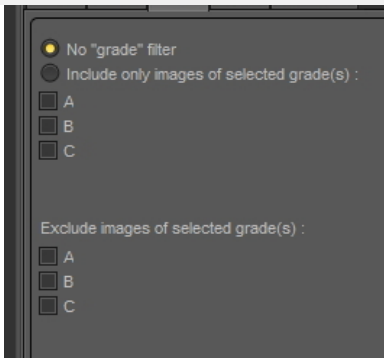 No "grade" filter
Include only images of selected grade(s) :
A
B
C
Exclude images of selected grade(s) :
A
B
C